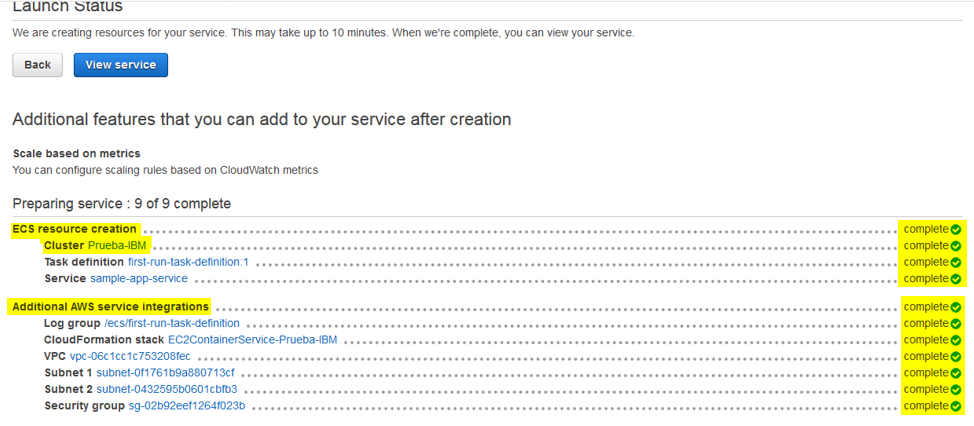 Launch Status
We are creating resources for your service. This may take up to 10 minutes. When we're complete, you can view your service.
Back View service
Additional features that you can add to your service after creation
Scale based on metrics
You can configure scaling rules based on CloudWatch metrics
Preparing service : 9 of 9 complete
ECS resource creation complete
Cluster Prueba-IBM complete
Task definition first-run-task-definition:1 complete
Service sample-app-service complete
Additional AWS service integrations complete
Log group /ecs/first-run-task-definition complete
CloudFormation stack EC2ContainerService-Prueba-IBM complete
VPC vpc-06c1cc1c753208fec complete
Subnet 1 subnet-0f1761b9a880713cf complete
Subnet 2 subnet-0432595b0601cbfb3 complete
Security group sg-02b92eef1264f023b complete